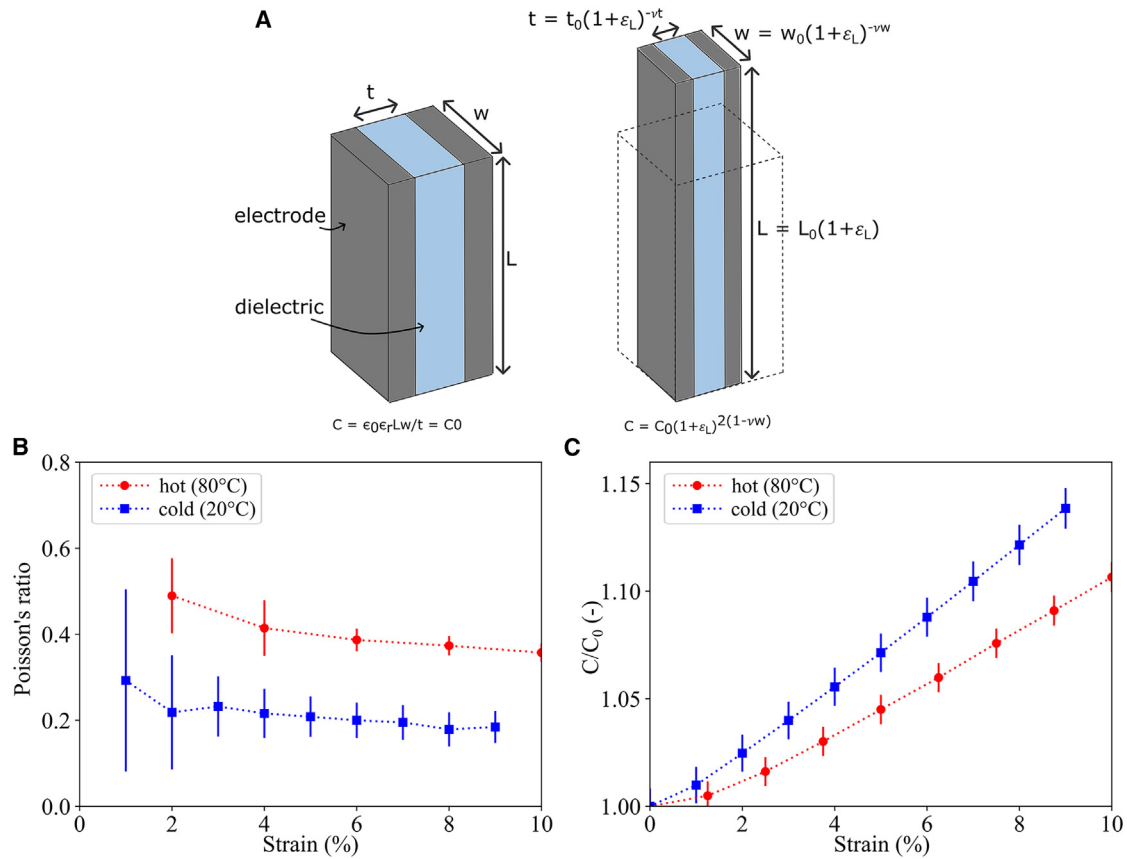 A
t = t₀(1+εL)^-νt
w = w₀(1+εL)^-νw
t
w
electrode
L
L = L₀(1+εL)
dielectric
C = ϵ₀ϵrLw/t = C0
C = C₀(1+εL)^2(1-νw)
B
0.8
hot (80°C)
cold (20°C)
0.6
0.4
0.2
0.0
Poisson's ratio
0 2 4 6 8 10
Strain (%)
C
1.15
hot (80°C)
cold (20°C)
1.10
1.05
1.00
C/C₀ (-)
0 2 4 6 8 10
Strain (%)